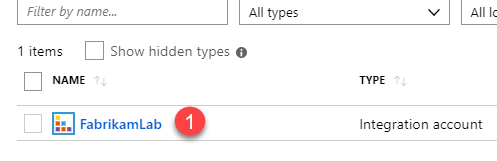 Filter by name...
All types
All lo
1 items
Show hidden types
NAME
TYPE
FabrikamLab
1
Integration account